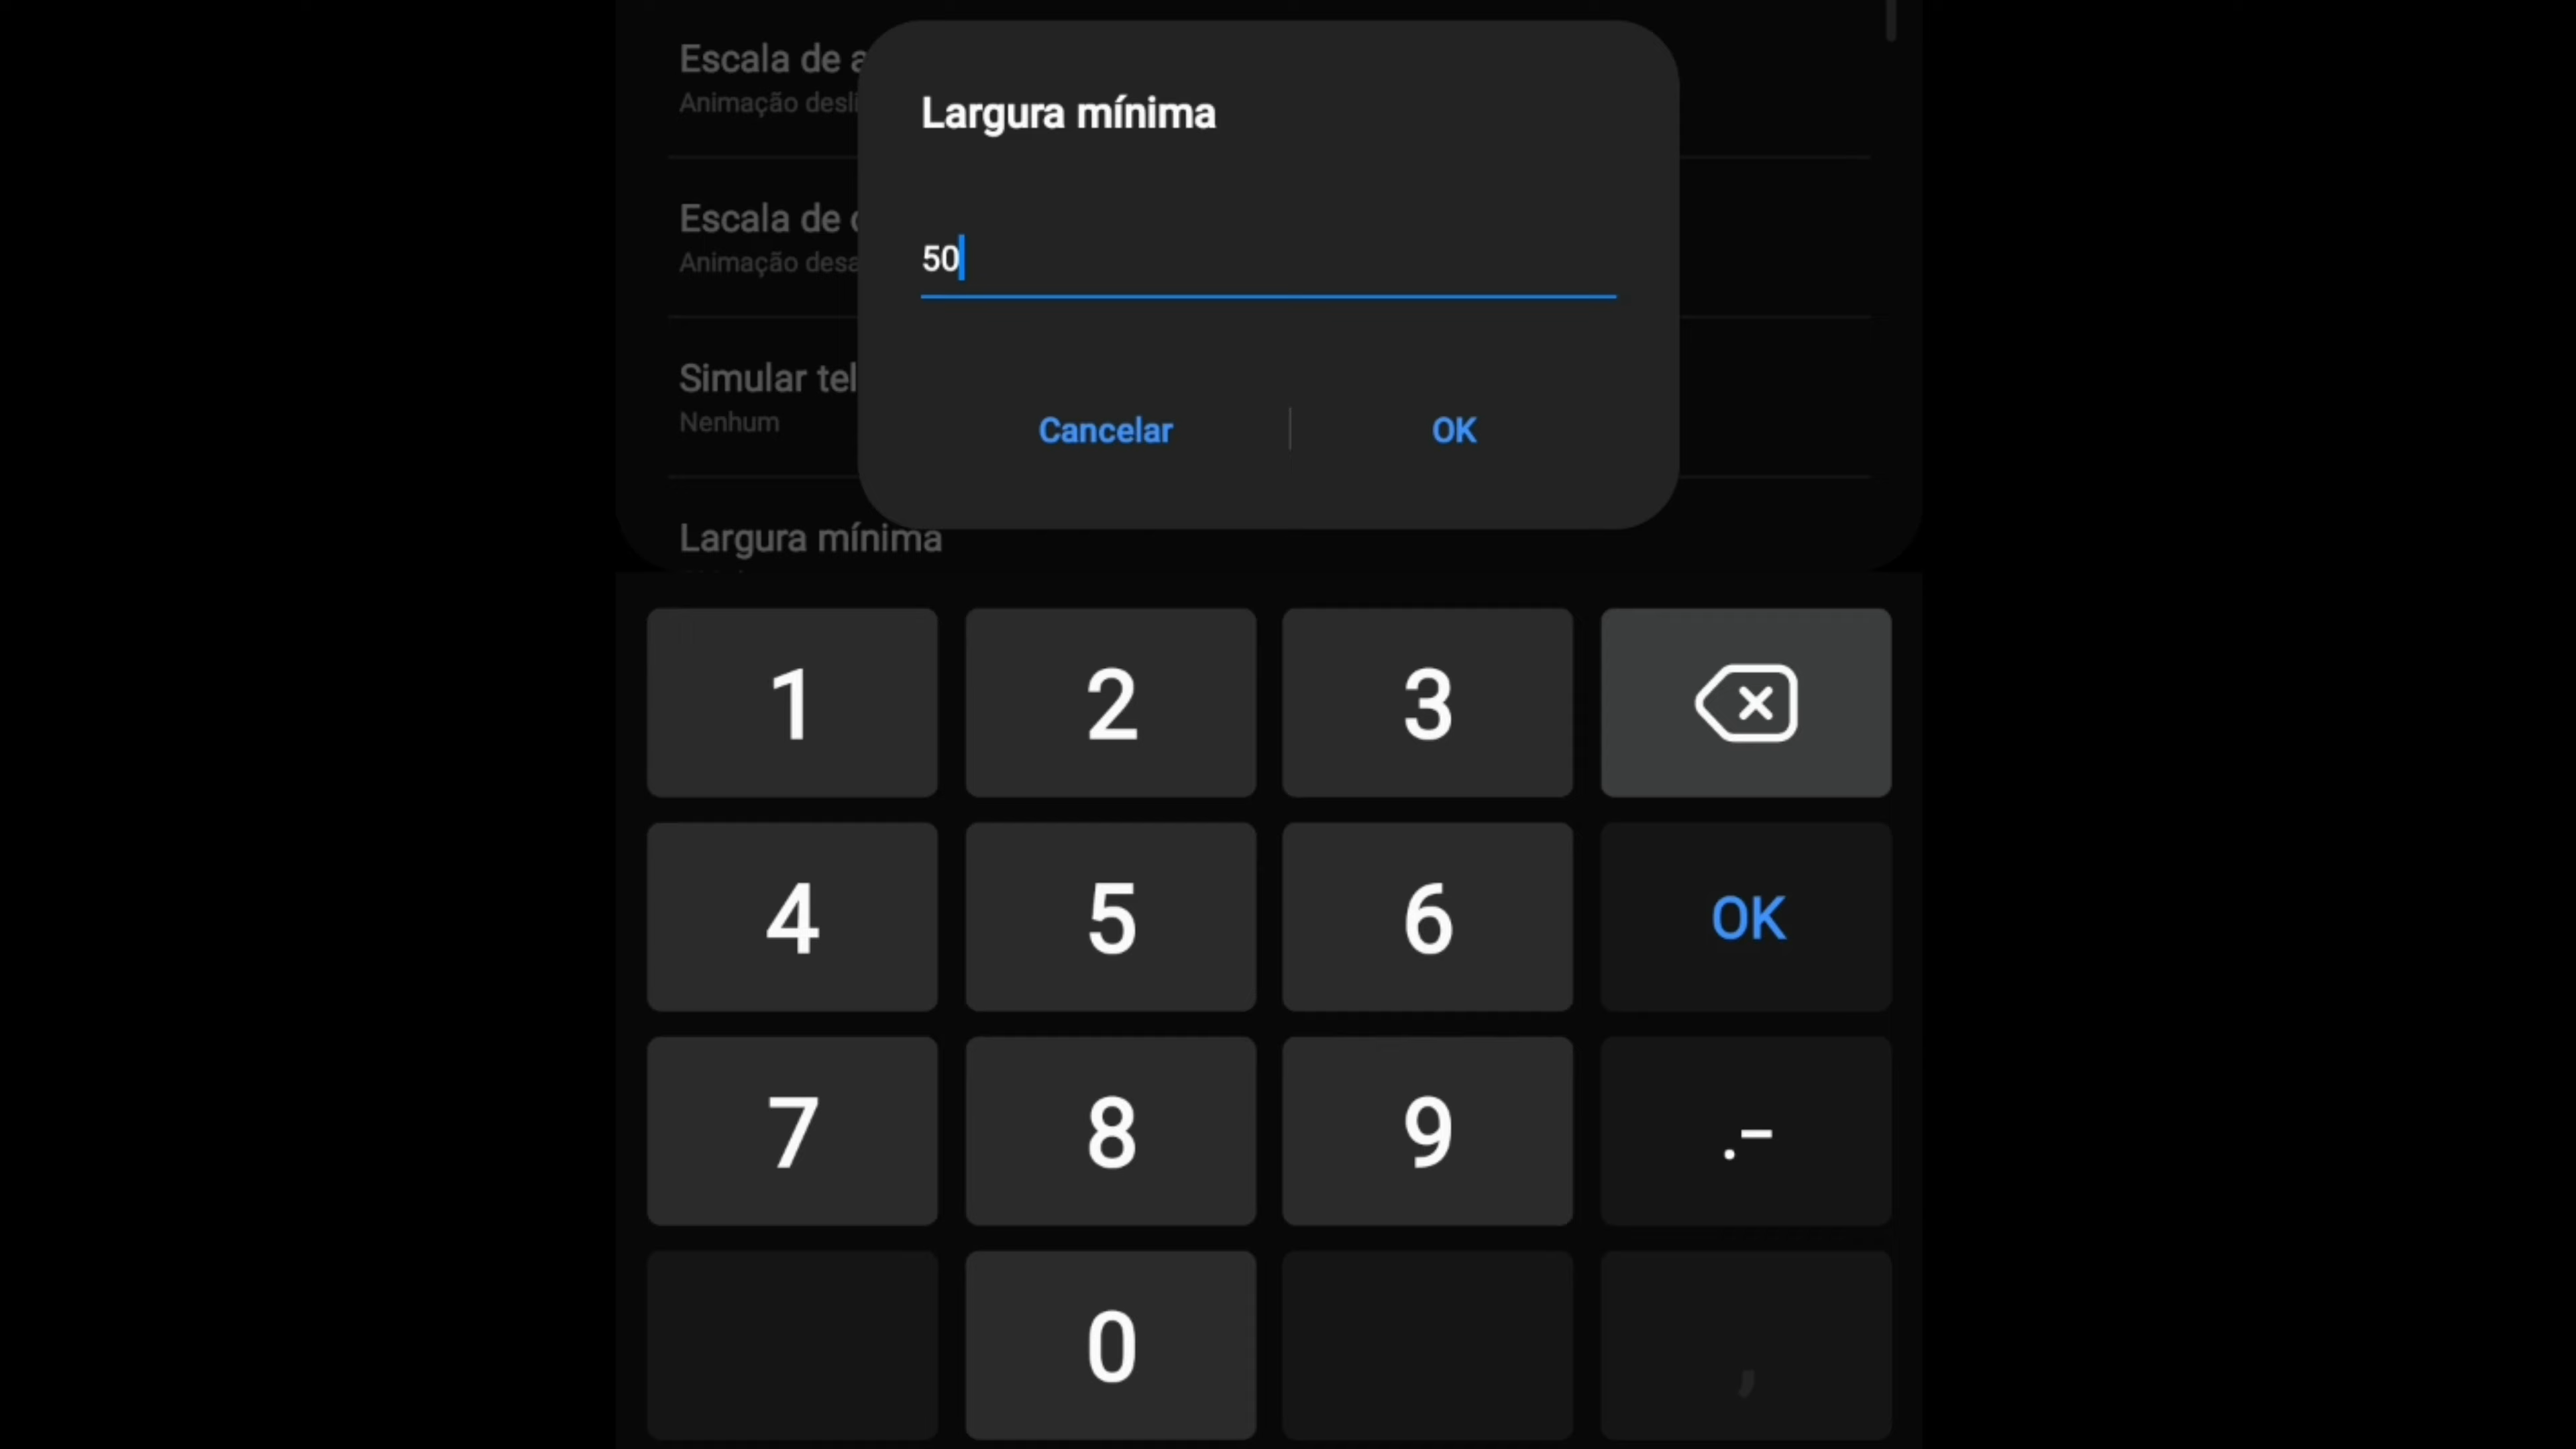 Escala de
Animação desli
Escala de
Animação desa
Simular tel
Nenhum
Largura mínima
Largura mínima
50
Cancelar
OK
1
2
3
4
5
6
OK
7
8
9
.-
0
,